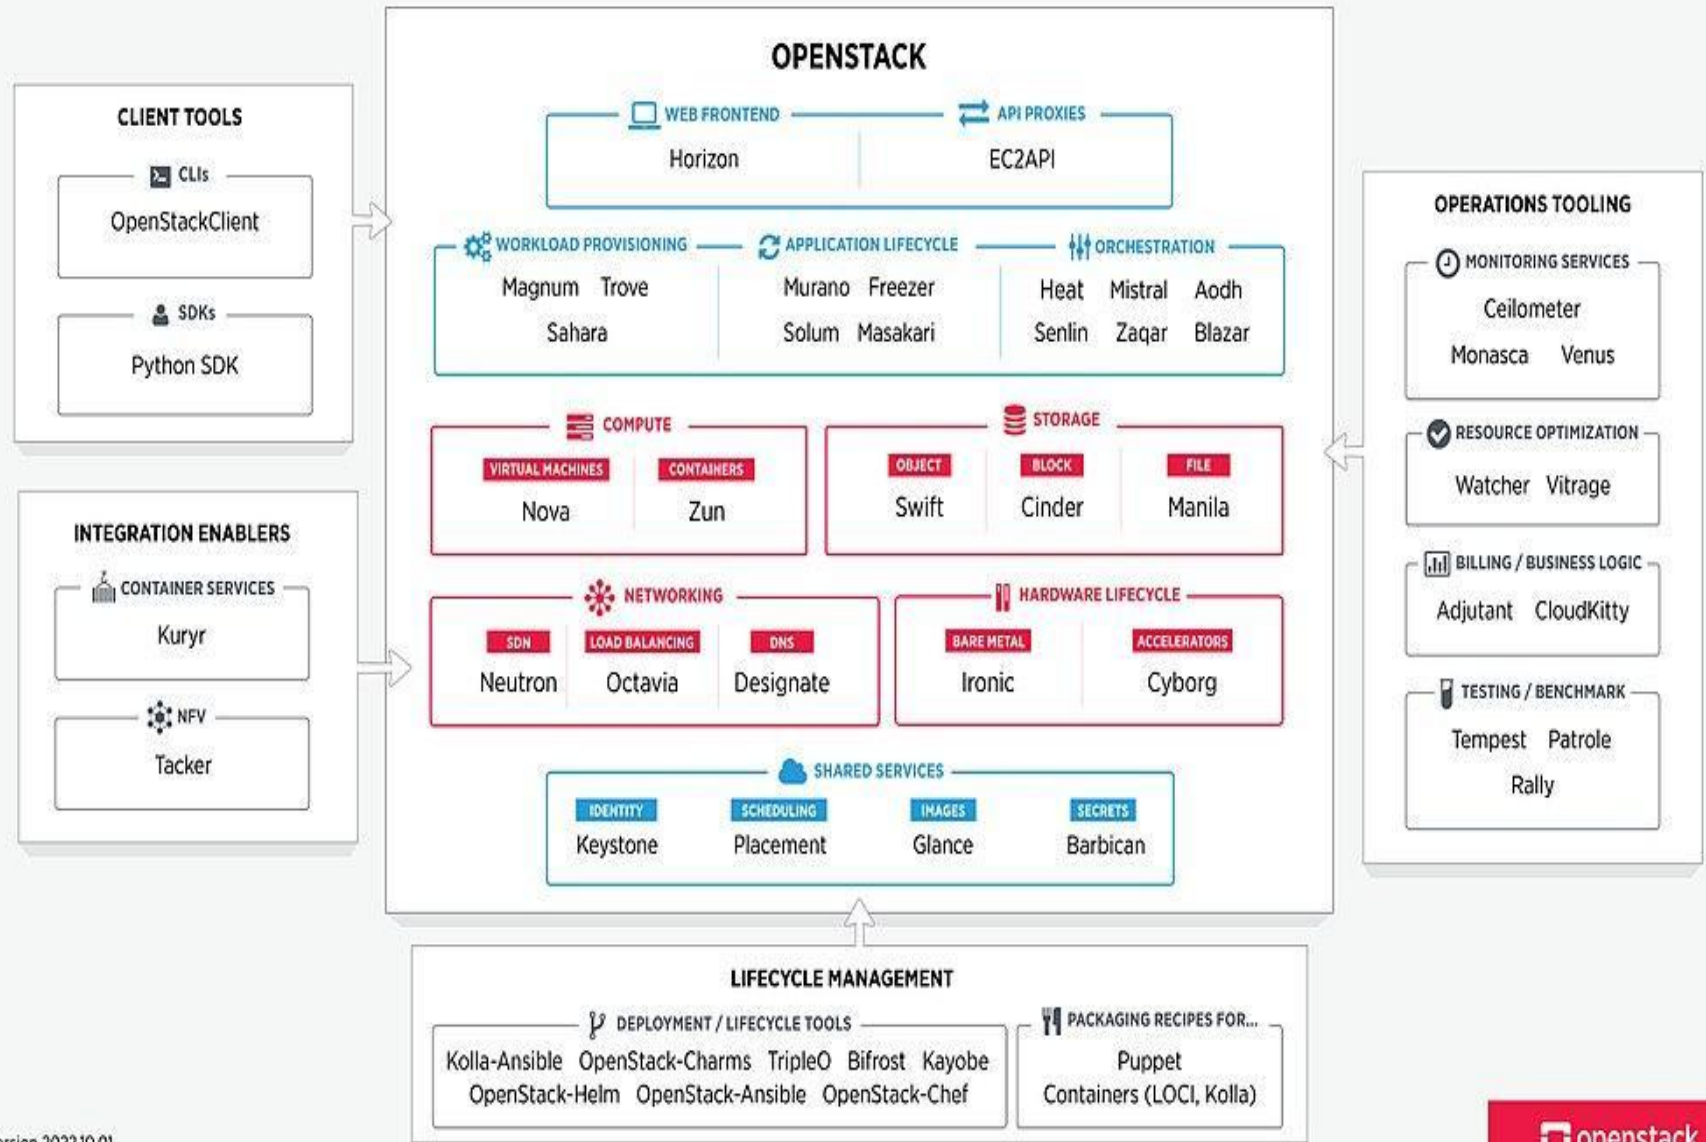 OPENSTACK
WEB FRONTEND
API PROXIES
Horizon
EC2API
WORKLOAD PROVISIONING
APPLICATION LIFECYCLE
ORCHESTRATION
Magnum Trove
Sahara
Murano Freezer
Solum Masakari
Heat Mistral Aodh
Senlin Zaqar Blazar
COMPUTE
VIRTUAL MACHINES
CONTAINERS
Nova
Zun
STORAGE
OBJECT
BLOCK
FILE
Swift
Cinder
Manila
NETWORKING
SDN
LOAD BALANCING
DNS
Neutron
Octavia
Designate
HARDWARE LIFECYCLE
BARE METAL
ACCELERATORS
Ironic
Cyborg
SHARED SERVICES
IDENTITY
SCHEDULING
IMAGES
SECRETS
Keystone
Placement
Glance
Barbican
CLIENT TOOLS
CLIs
OpenStackClient
SDKs
Python SDK
INTEGRATION ENABLERS
CONTAINER SERVICES
Kuryr
NFV
Tacker
OPERATIONS TOOLING
MONITORING SERVICES
Ceilometer
Monasca Venus
RESOURCE OPTIMIZATION
Watcher Vitrage
BILLING / BUSINESS LOGIC
Adjutant CloudKitty
TESTING / BENCHMARK
Tempest Patrole
Rally
LIFECYCLE MANAGEMENT
DEPLOYMENT / LIFECYCLE TOOLS
Kolla-Ansible OpenStack-Charms TripleO Bifrost Kayobe
OpenStack-Helm OpenStack-Ansible OpenStack-Chef
PACKAGING RECIPES FOR...
Puppet
Containers (LOCI, Kolla)
openstack